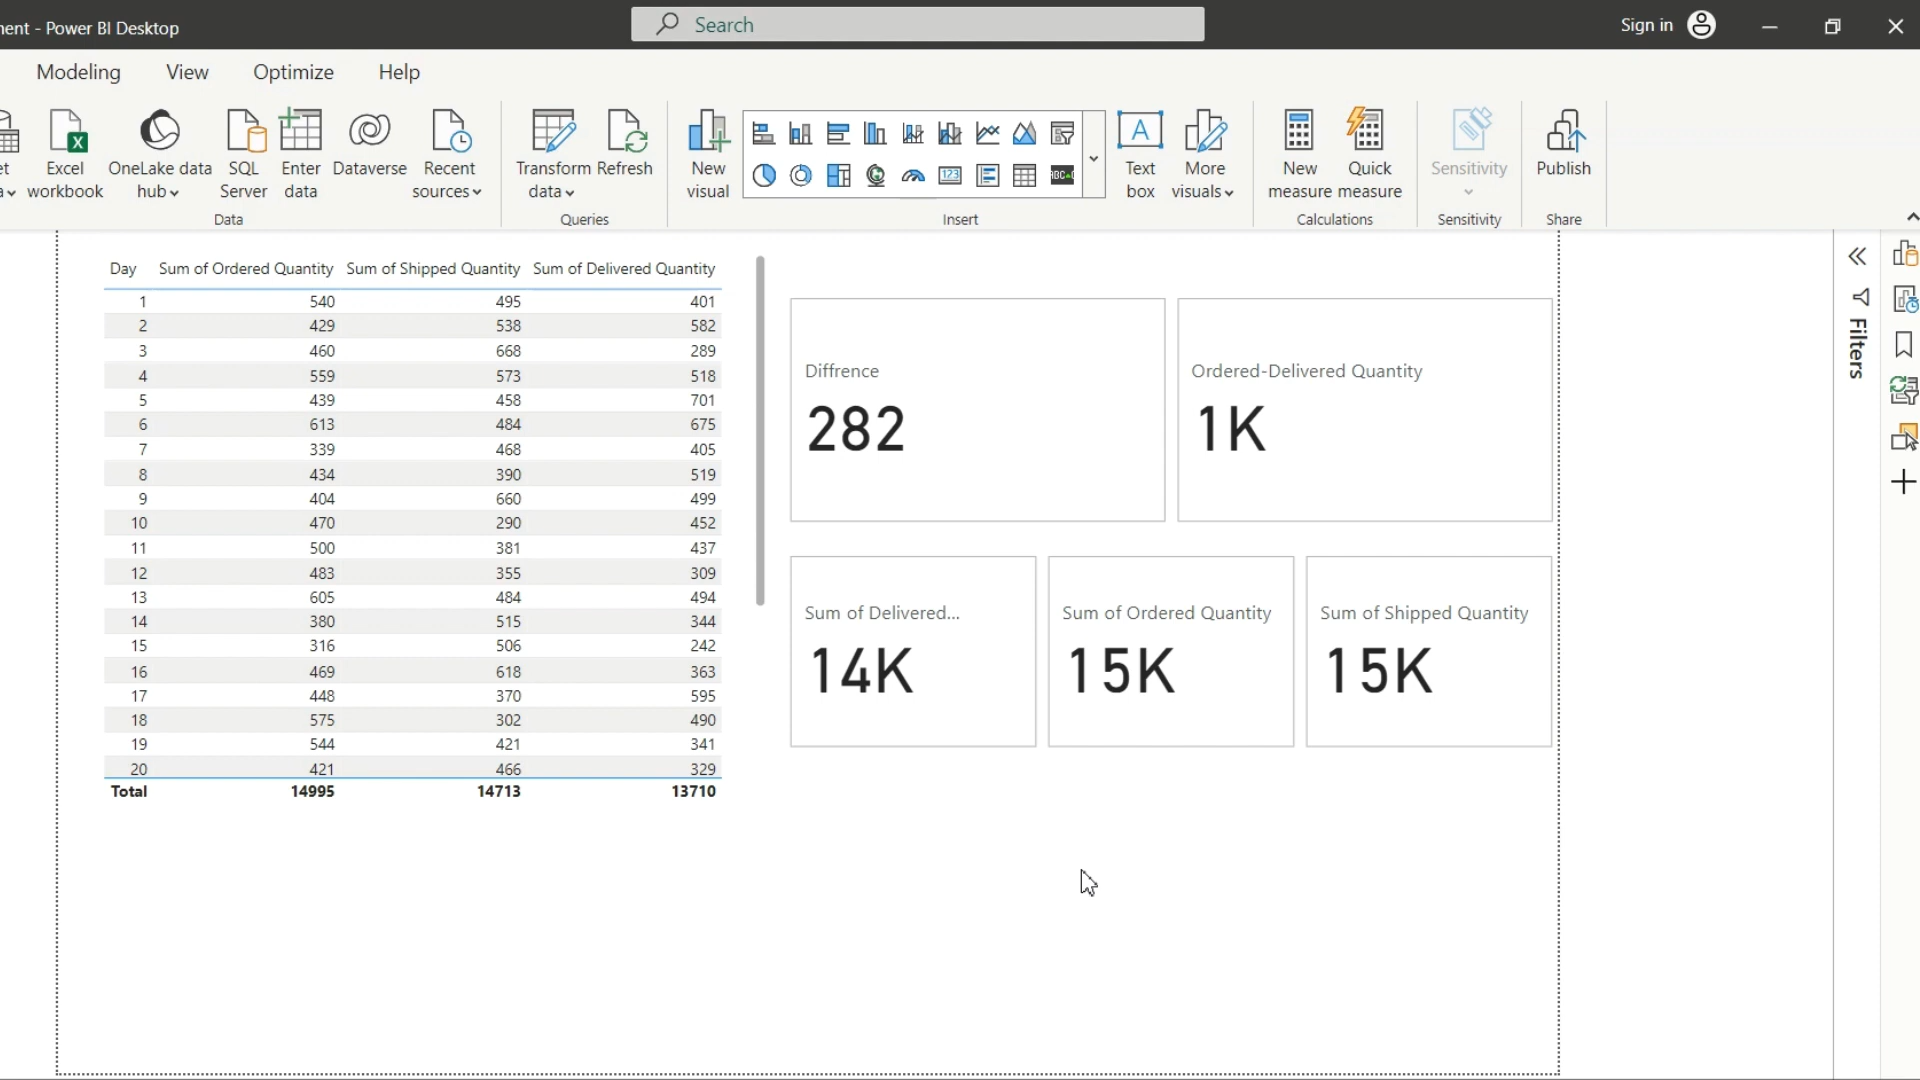 nent - Power BI Desktop
Search
Sign in
Modeling View Optimize Help
Excel workbook
OneLake data hub
SQL Server
Enter data
Dataverse
Recent sources
Transform data
Refresh
New visual
Text box
More visuals
New measure
Quick measure
Sensitivity
Publish
Data
Queries
Insert
Calculations
Sensitivity
Share
Filters
Day Sum of Ordered Quantity Sum of Shipped Quantity Sum of Delivered Quantity
1 540 495 401
2 429 538 582
3 460 668 289
4 559 573 518
5 439 458 701
6 613 484 675
7 339 468 405
8 434 390 519
9 404 660 499
10 470 290 452
11 500 381 437
12 483 355 309
13 605 484 494
14 380 515 344
15 316 506 242
16 469 618 363
17 448 370 595
18 575 302 490
19 544 421 341
20 421 466 329
Total 14995 14713 13710
Diffrence
282
Ordered-Delivered Quantity
1K
Sum of Delivered...
14K
Sum of Ordered Quantity
15K
Sum of Shipped Quantity
15K